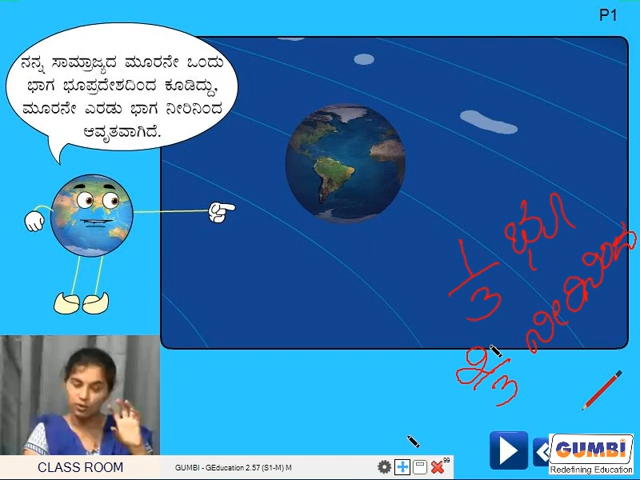 P1
ನನ್ನ ಸಾಮ್ರಾಜ್ಯದ ಮೂರನೇ ಒಂದು
ಭಾಗ ಭೂಪ್ರದೇಶದಿಂದ ಕೂಡಿದ್ದು,
ಮೂರನೇ ಎರಡು ಭಾಗ ನೀರಿನಿಂದ
ಆವೃತವಾಗಿದೆ.
1/3 ಭೂ
2/3
CLASS ROOM
GUMBI - GEducation 2.57 (S1-M) M
99
GUMBI
Redefining Education